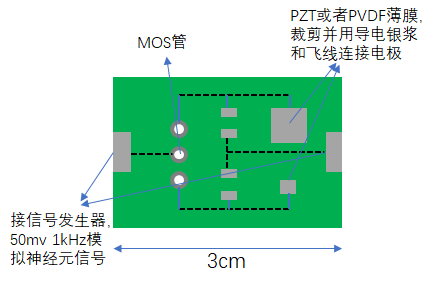 PZT或者PVDF薄膜,
裁剪并用导电银浆
和飞线连接电极
MOS管
接信号发生器,
50mv 1kHz模
拟神经元信号
3cm